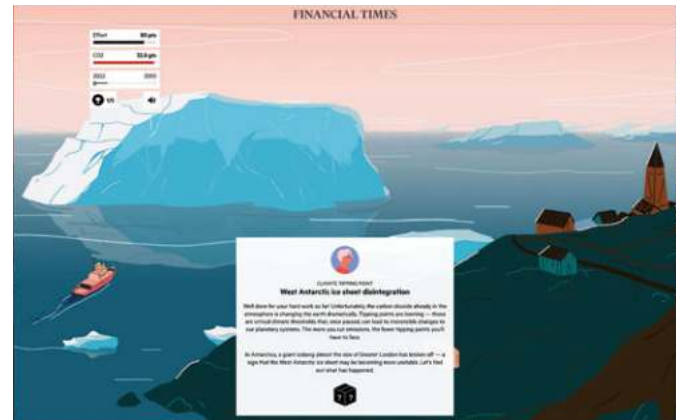 FINANCIAL TIMES
Effort 80 pts
CO2
2022 2050
1/5
CLIMATE TIPPING POINT
West Antarctic ice sheet disintegration
Well done for your hard work so far! Unfortunately the carbon dioxide already in the
atmosphere is changing the earth dramatically. Tipping points are looming — these
are critical climate thresholds that, once passed, can lead to irreversible changes to
our planetary systems. The more you cut emissions, the fewer tipping points you'll
have to face.
In Antarctica, a giant iceberg almost the size of Greater London has broken off — a
sign that the West Antarctic ice sheet may be becoming more unstable. Let's find
out what has happened.
? ?